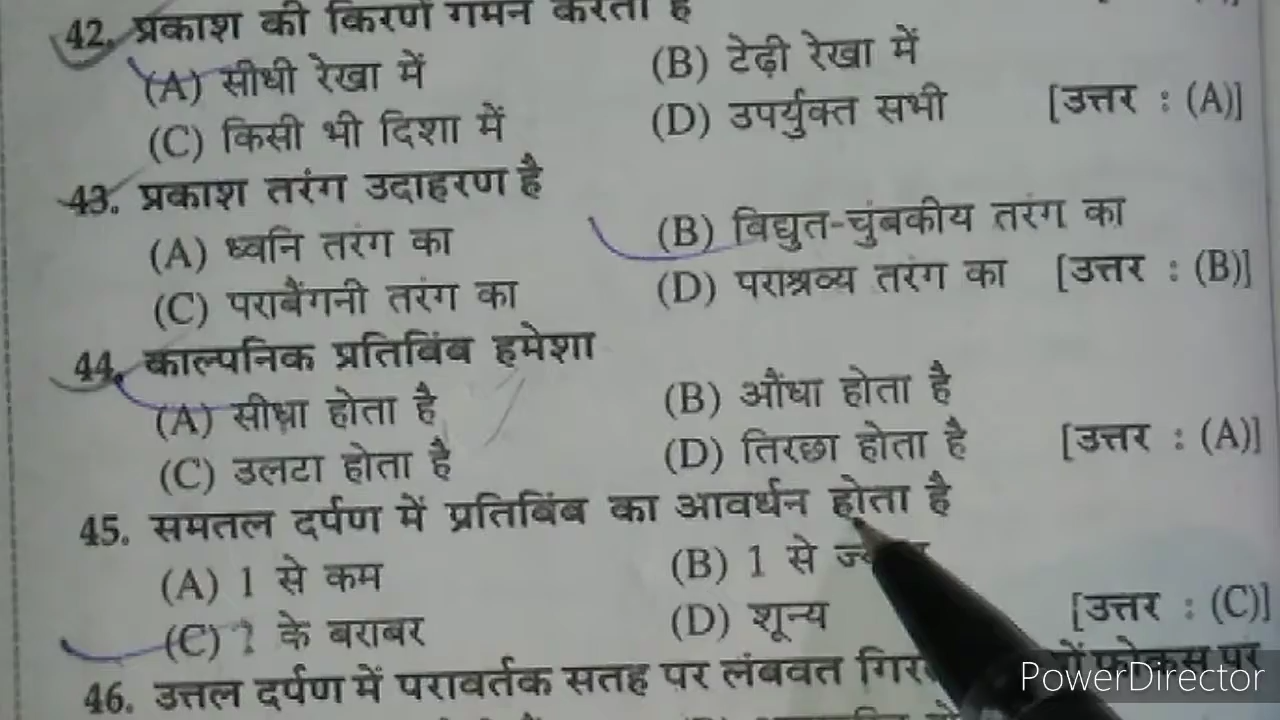 42. प्रकाश की किरणें गमन करती हैं
(A) सीधी रेखा में (B) टेढ़ी रेखा में
(C) किसी भी दिशा में (D) उपर्युक्त सभी [उत्तर : (A)]
43. प्रकाश तरंग उदाहरण है
(A) ध्वनि तरंग का (B) विद्युत-चुंबकीय तरंग का
(C) पराबैंगनी तरंग का (D) पराश्रव्य तरंग का [उत्तर : (B)]
44. काल्पनिक प्रतिबिंब हमेशा
(A) सीधा होता है (B) औंधा होता है
(C) उलटा होता है (D) तिरछा होता है [उत्तर : (A)]
45. समतल दर्पण में प्रतिबिंब का आवर्धन होता है
(A) 1 से कम (B) 1 से
(C) 1 के बराबर (D) शून्य [उत्तर : (C)]
46. उत्तल दर्पण में परावर्तक सतह पर लंबवत फोकस पर
PowerDirector